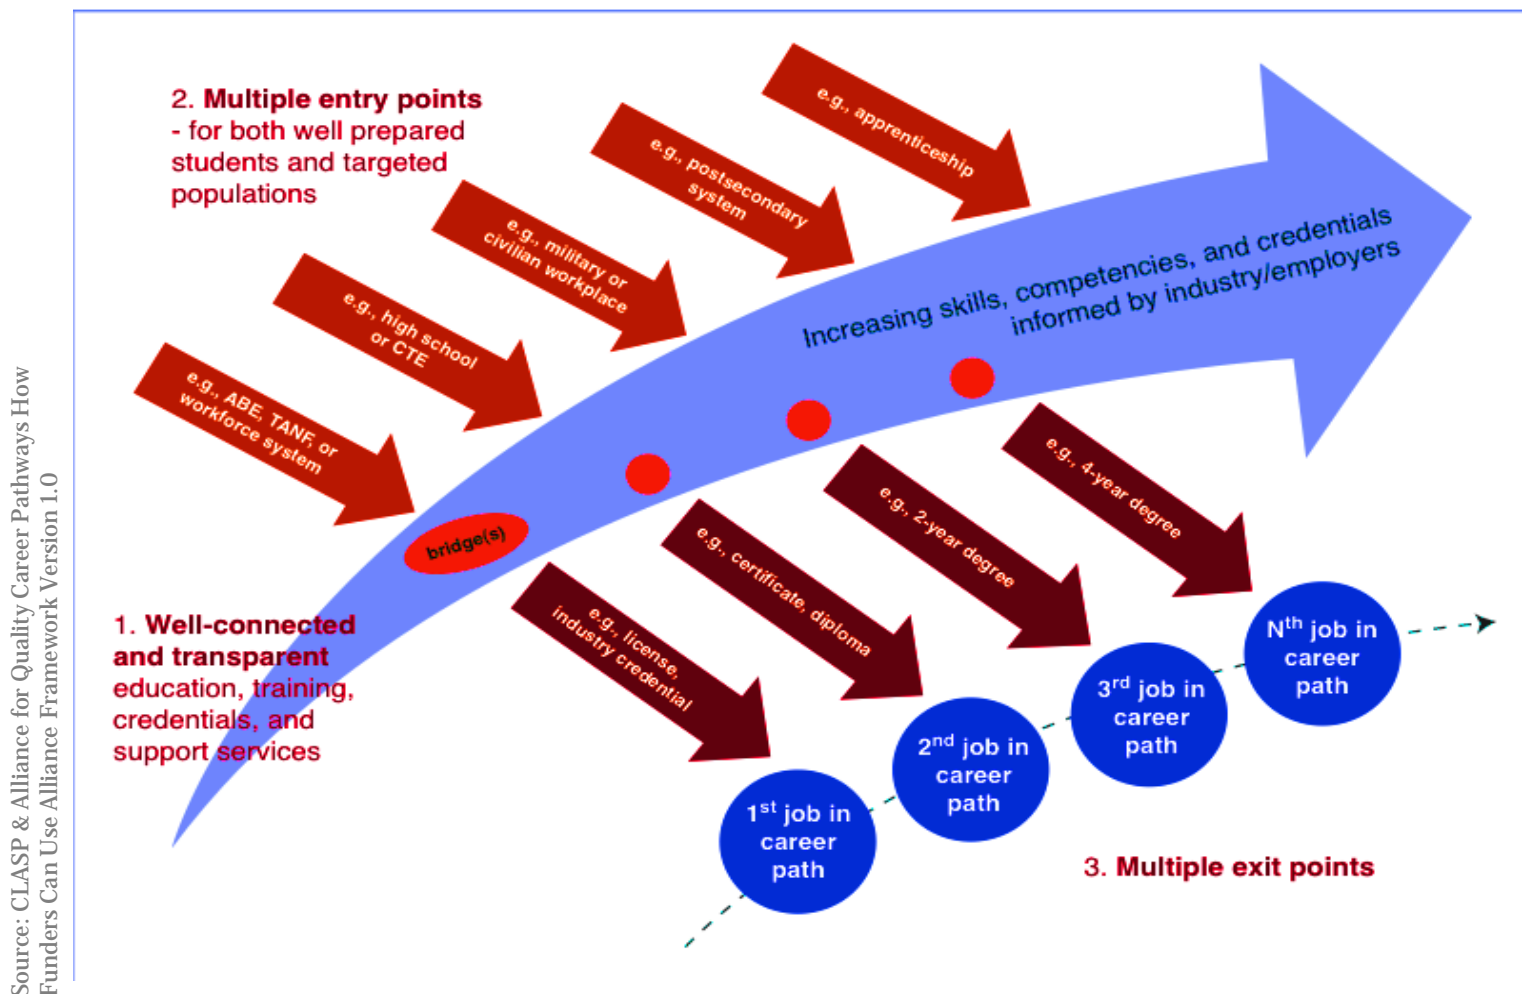 2. Multiple entry points
- for both well prepared
students and targeted
populations
e.g., apprenticeship
e.g., postsecondary
system
e.g., military or
civilian workplace
e.g., high school
or CTE
e.g., ABE, TANF, or
workforce system
Increasing skills, competencies, and credentials
informed by industry/employers
bridge(s)
1. Well-connected
and transparent
education, training,
credentials, and
support services
e.g., license,
industry credential
e.g., certificate, diploma
e.g., 2-year degree
e.g., 4-year degree
1st job in
career
path
2nd job in
career
path
3rd job in
career
path
Nth job in
career
path
3. Multiple exit points
Source: CLASP & Alliance for Quality Career Pathways How
Funders Can Use Alliance Framework Version 1.0